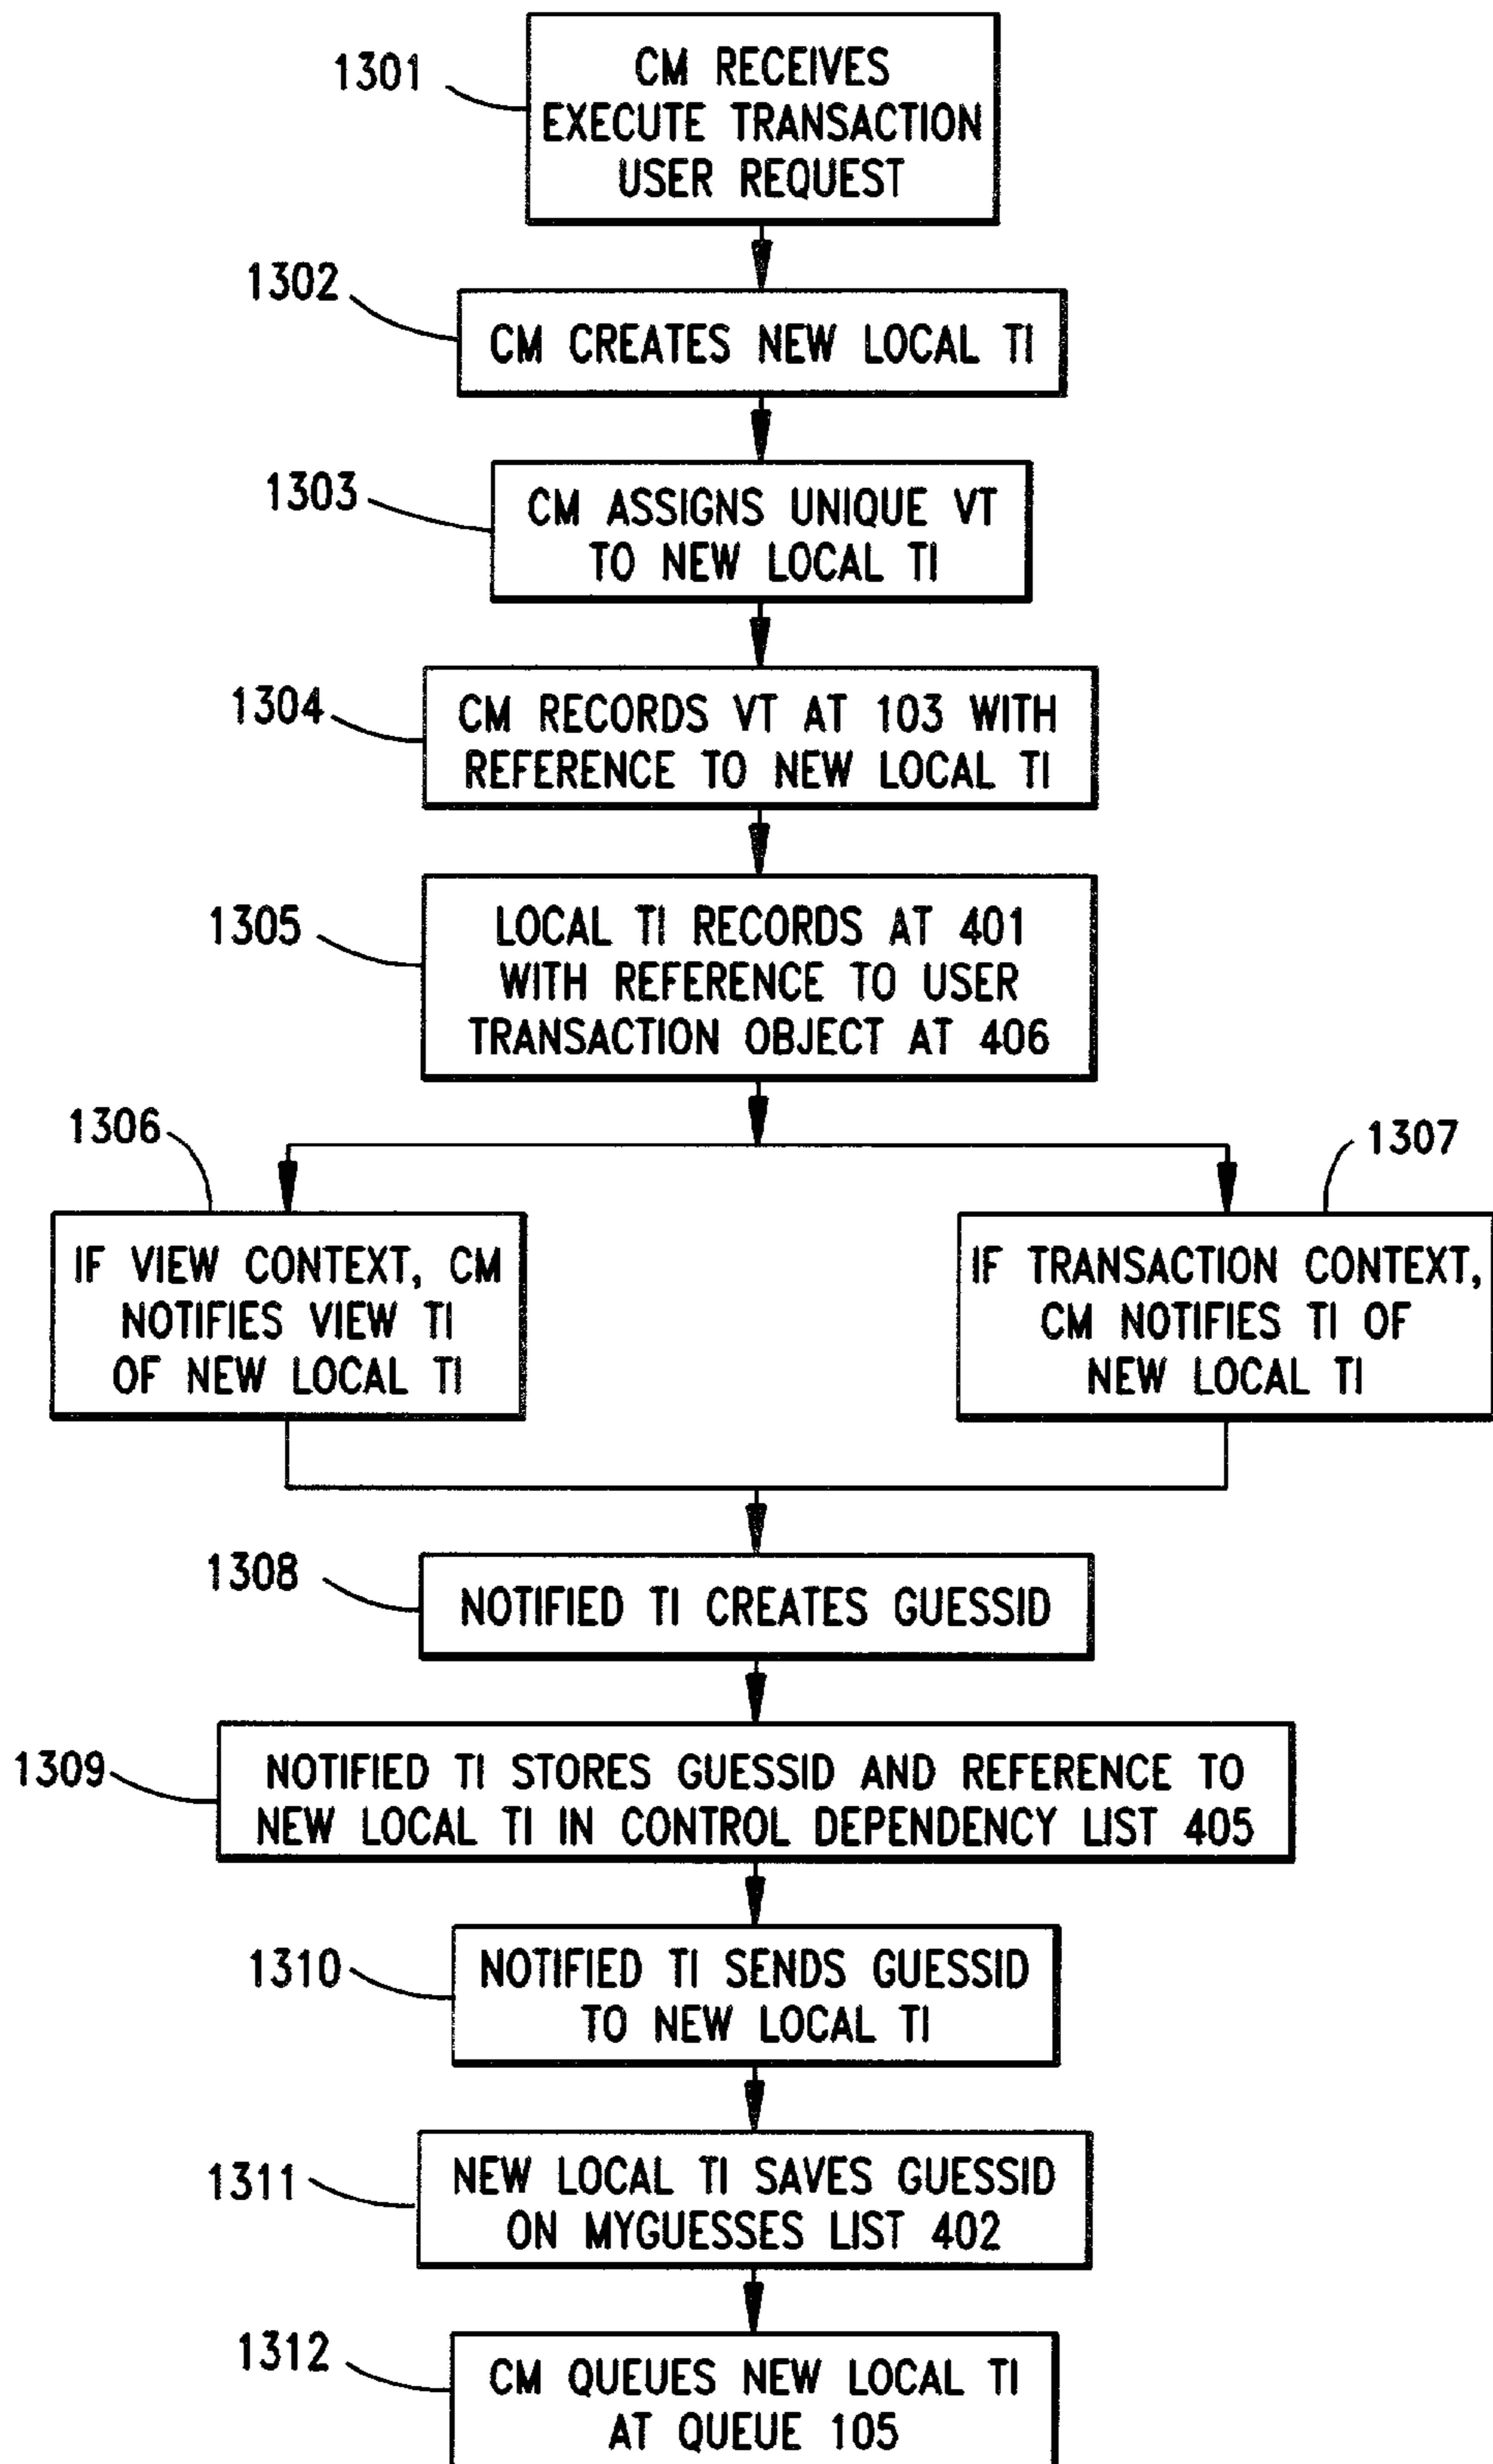 1301
CM RECEIVES
EXECUTE TRANSACTION
USER REQUEST
1302
CM CREATES NEW LOCAL TI
1303
CM ASSIGNS UNIQUE VT
TO NEW LOCAL TI
1304
CM RECORDS VT AT 103 WITH
REFERENCE TO NEW LOCAL TI
1305
LOCAL TI RECORDS AT 401
WITH REFERENCE TO USER
TRANSACTION OBJECT AT 406
1306
IF VIEW CONTEXT, CM
NOTIFIES VIEW TI
OF NEW LOCAL TI
1307
IF TRANSACTION CONTEXT,
CM NOTIFIES TI OF
NEW LOCAL TI
1308
NOTIFIED TI CREATES GUESSID
1309
NOTIFIED TI STORES GUESSID AND REFERENCE TO
NEW LOCAL TI IN CONTROL DEPENDENCY LIST 405
1310
NOTIFIED TI SENDS GUESSID
TO NEW LOCAL TI
1311
NEW LOCAL TI SAVES GUESSID
ON MYGUESSES LIST 402
1312
CM QUEUES NEW LOCAL TI
AT QUEUE 105